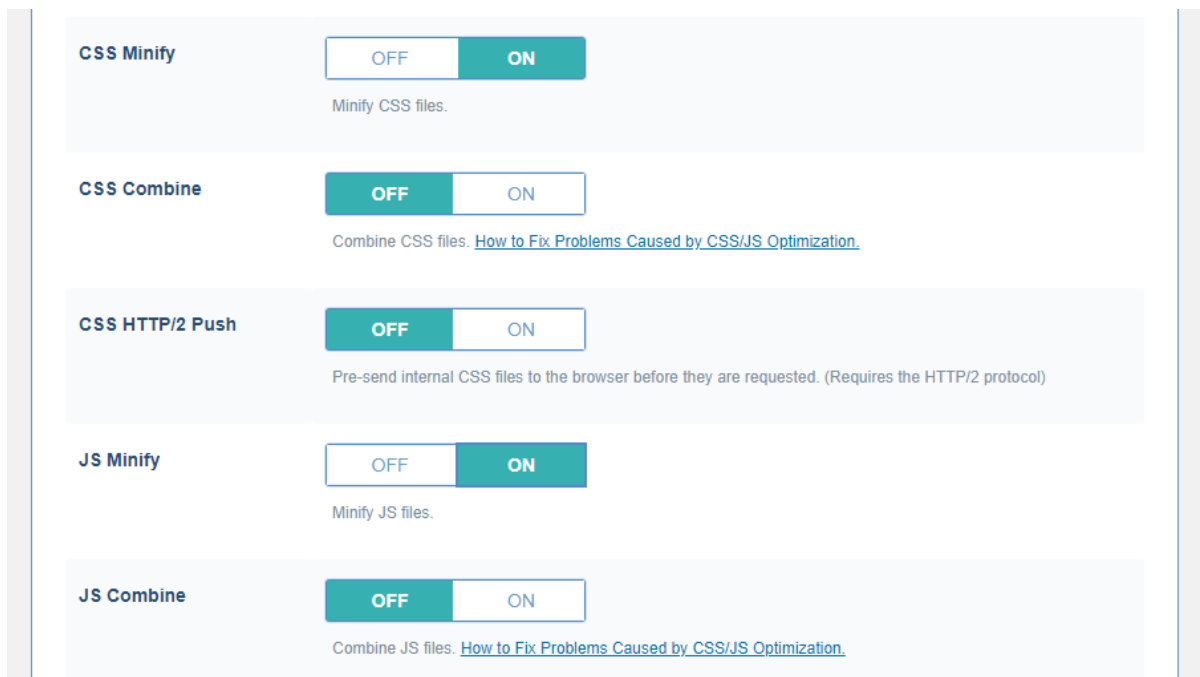 CSS Minify
OFF ON
Minify CSS files.
CSS Combine
OFF ON
Combine CSS files. How to Fix Problems Caused by CSS/JS Optimization.
CSS HTTP/2 Push
OFF ON
Pre-send internal CSS files to the browser before they are requested. (Requires the HTTP/2 protocol)
JS Minify
OFF ON
Minify JS files.
JS Combine
OFF ON
Combine JS files. How to Fix Problems Caused by CSS/JS Optimization.